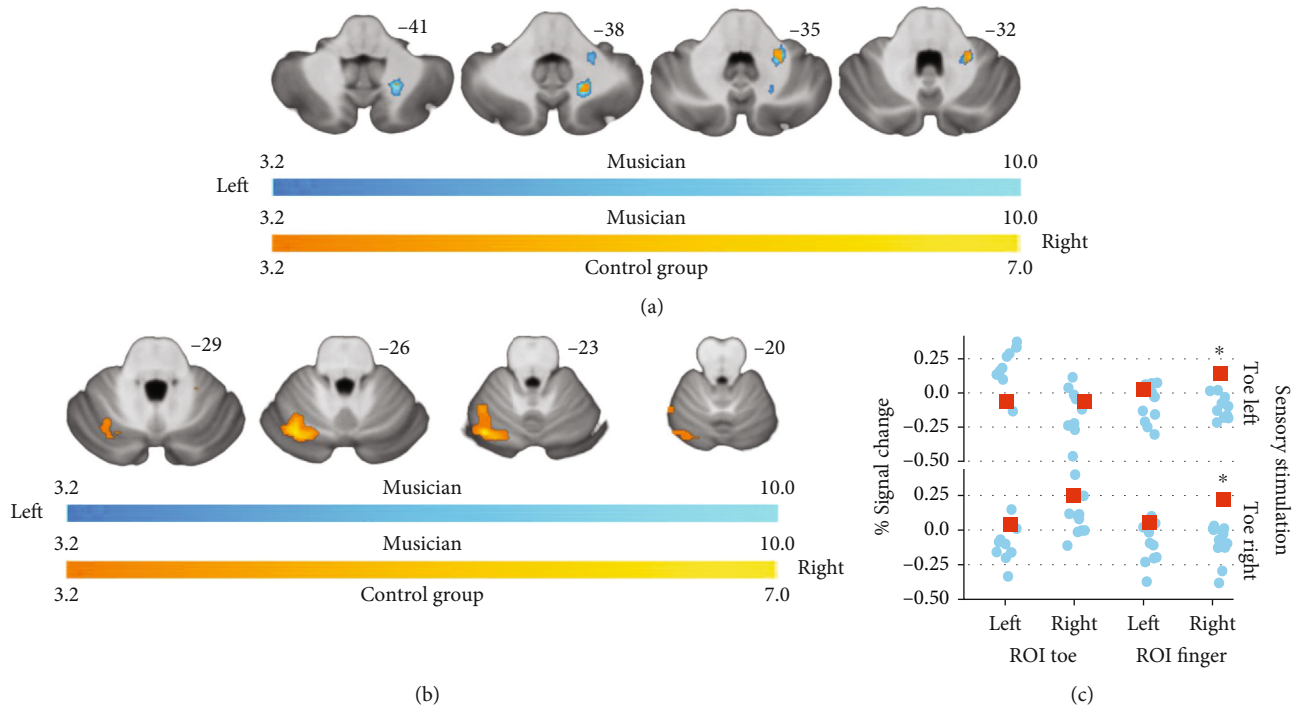 −41
−38
−35
−32
3.2 Musician 10.0
Left
3.2 Musician 10.0
Right
3.2 Control group 7.0
(a)
−29
−26
−23
−20
3.2 Musician 10.0
Left
3.2 Musician 10.0
Right
3.2 Control group 7.0
(b)
% Signal change
0.25
0.0
−0.25
−0.50
0.25
0.0
−0.25
−0.50
*
*
Toe left
Toe right
Sensory stimulation
Left Right Left Right
ROI toe ROI finger
(c)